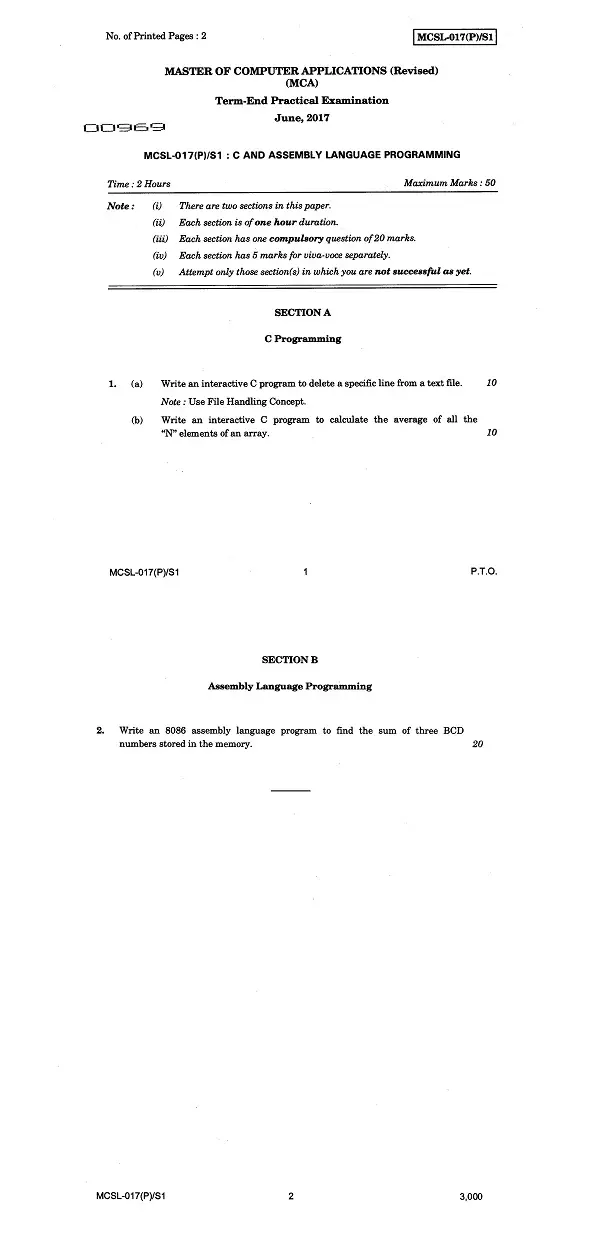 No. of Printed Pages : 2
MCSL-017(P)/S1
MASTER OF COMPUTER APPLICATIONS (Revised)
(MCA)
Term-End Practical Examination
June, 2017
00969
MCSL-017(P)/S1 : C AND ASSEMBLY LANGUAGE PROGRAMMING
Time : 2 Hours
Maximum Marks : 50
Note : (i) There are two sections in this paper.
(ii) Each section is of one hour duration.
(iii) Each section has one compulsory question of 20 marks.
(iv) Each section has 5 marks for viva-voce separately.
(v) Attempt only those section(s) in which you are not successful as yet.
SECTION A
C Programming
1. (a) Write an interactive C program to delete a specific line from a text file. 10
Note : Use File Handling Concept.
(b) Write an interactive C program to calculate the average of all the
"N" elements of an array. 10
MCSL-017(P)/S1 1 P.T.O.
SECTION B
Assembly Language Programming
2. Write an 8086 assembly language program to find the sum of three BCD
numbers stored in the memory. 20
MCSL-017(P)/S1 2 3,000